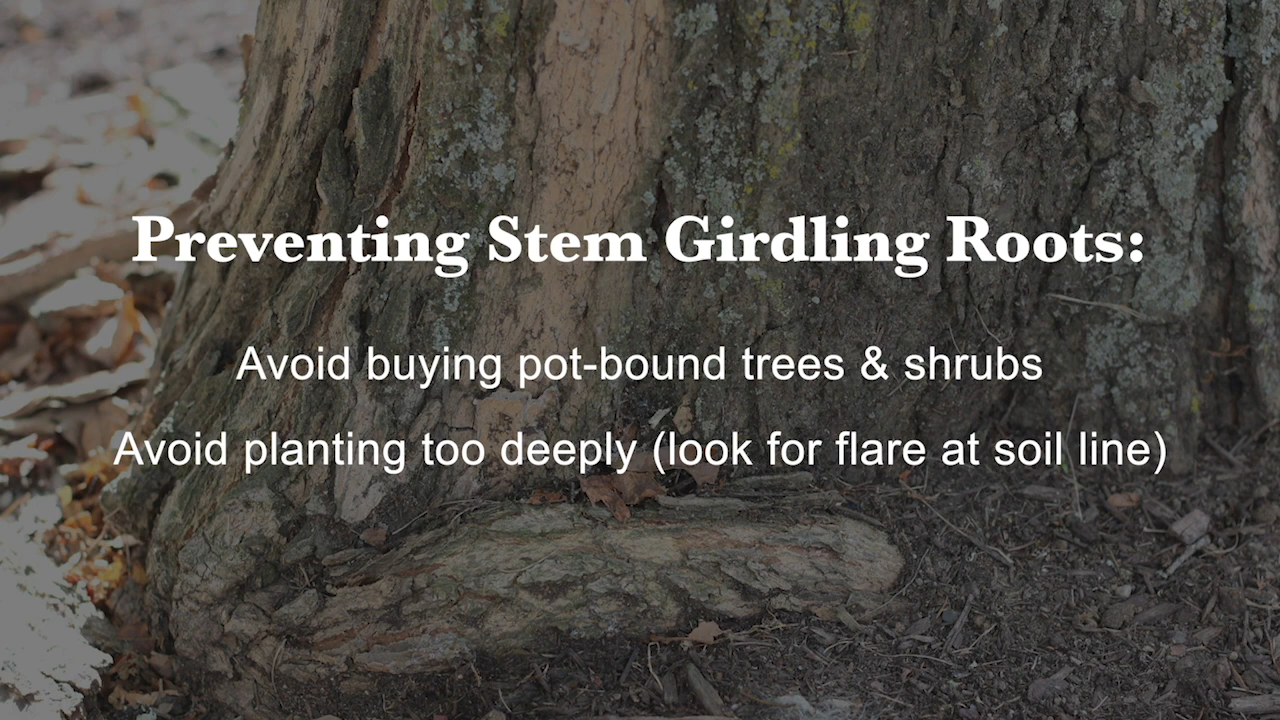 Preventing Stem Girdling Roots:
Avoid buying pot-bound trees & shrubs
Avoid planting too deeply (look for flare at soil line)